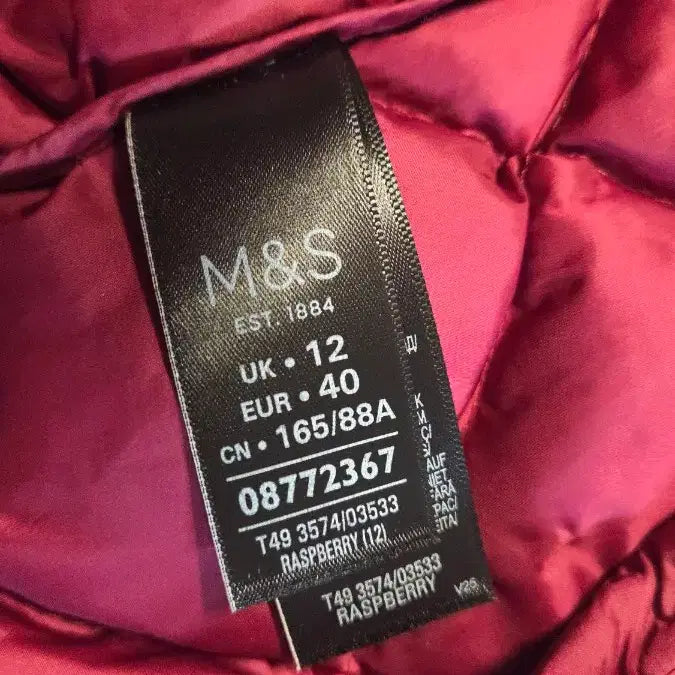 M&S
EST. 1884
UK • 12
EUR • 40
CN • 165/88A
08772367
T49 3574/03533
RASPBERRY (12)
T49 3574/03533
RASPBERRY
AUF